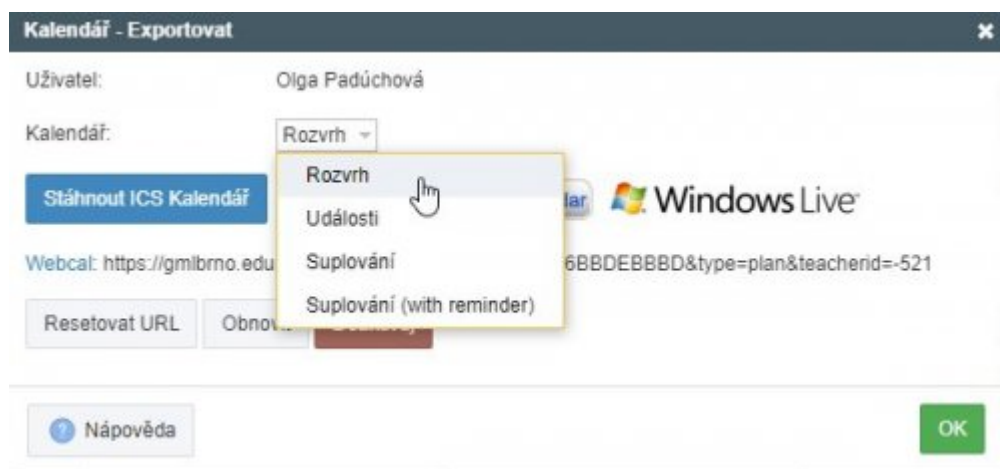 Kalendář - Exportovat
Uživatel: Olga Padúchová
Kalendář: Rozvrh
Rozvrh
Události
Suplování
Suplování (with reminder)
Stáhnout ICS Kalendář lar Windows Live
Webcal: https://gmlbrno.edu 6BBDEBBBD&type=plan&teacherid=-521
Resetovat URL
Nápověda
OK